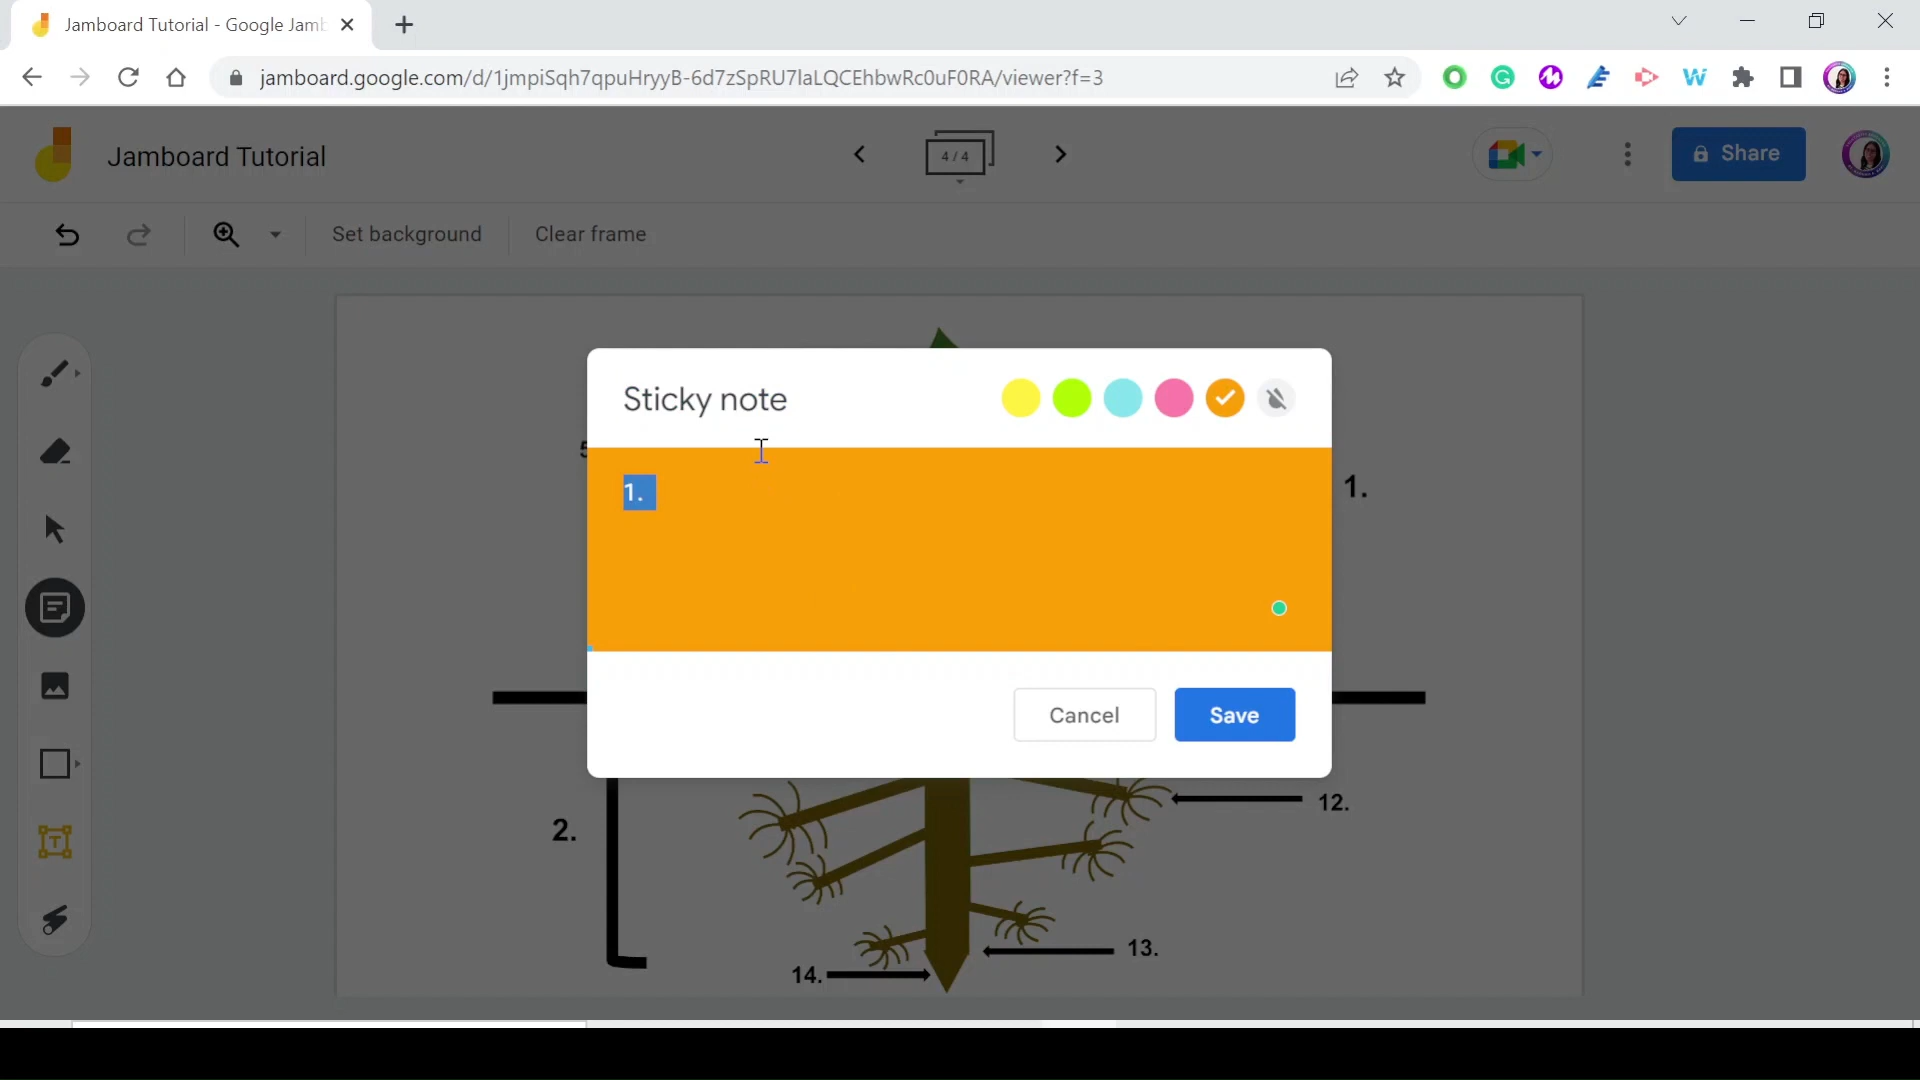 Jamboard Tutorial - Google Jamb
jamboard.google.com/d/1jmpiSqh7qpuHryyB-6d7zSpRU7laLQCEhbwRc0uF0RA/viewer?f=3
Jamboard Tutorial
4 / 4
Share
Set background
Clear frame
Sticky note
5
1.
1.
Cancel
Save
12.
2.
13.
14.